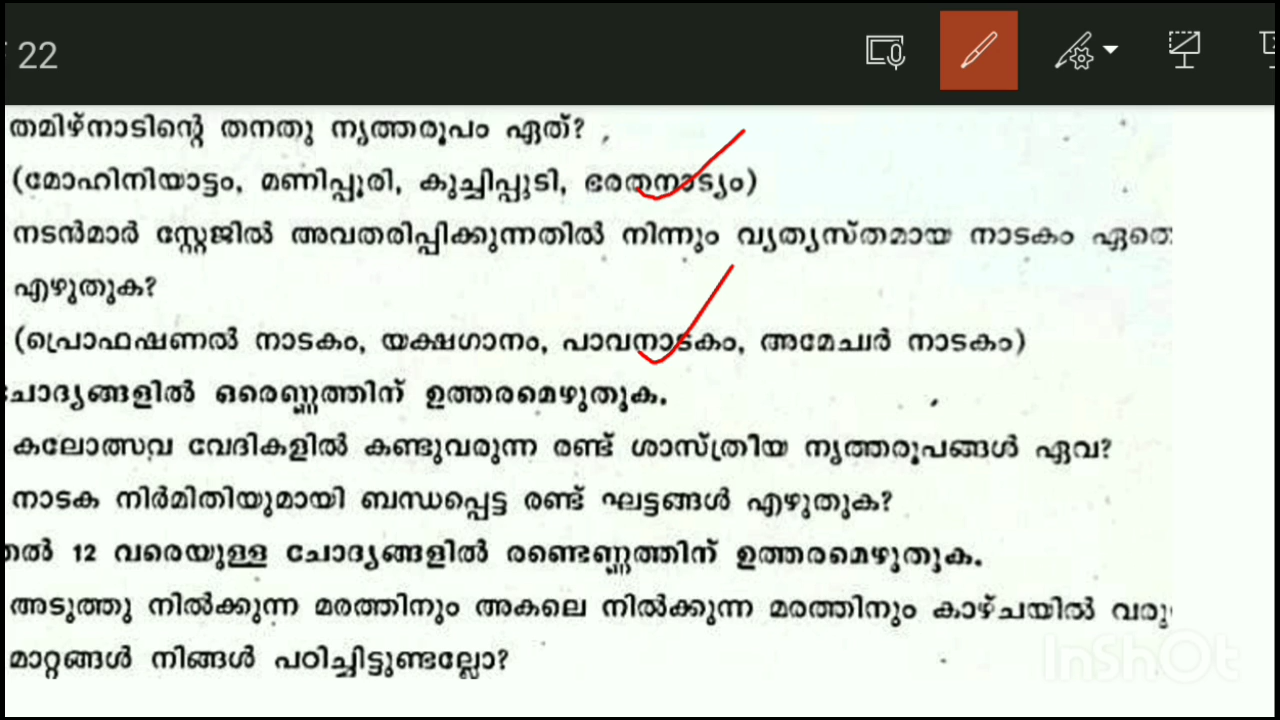 22
തമിഴ്നാടിന്റെ തനതു നൃത്തരൂപം ഏത്?
(മോഹിനിയാട്ടം, മണിപ്പൂരി, കുച്ചിപ്പുടി, ഭരതനാട്യം)
നടൻമാർ സ്റ്റേജിൽ അവതരിപ്പിക്കുന്നതിൽ നിന്നും വ്യത്യസ്തമായ നാടകം
എഴുതുക?
(പ്രൊഫഷണൽ നാടകം, യക്ഷഗാനം, പാവനാടകം, അമേച്വർ നാടകം)
ചോദ്യങ്ങളിൽ ഒരെണ്ണത്തിന് ഉത്തരമെഴുതുക.
കലോത്സവ വേദികളിൽ കണ്ടുവരുന്ന രണ്ട് ശാസ്ത്രീയ നൃത്തരൂപങ്ങൾ ഏവ?
നാടക നിർമിതിയുമായി ബന്ധപ്പെട്ട രണ്ട് ഘട്ടങ്ങൾ എഴുതുക?
12 വരെയുള്ള ചോദ്യങ്ങളിൽ രണ്ടെണ്ണത്തിന് ഉത്തരമെഴുതുക.
അടുത്തു നിൽക്കുന്ന മരത്തിനും അകലെ നിൽക്കുന്ന മരത്തിനും കാഴ്ചയിൽ
മാറ്റങ്ങൾ നിങ്ങൾ പഠിച്ചിട്ടുണ്ടല്ലോ?
InShOt